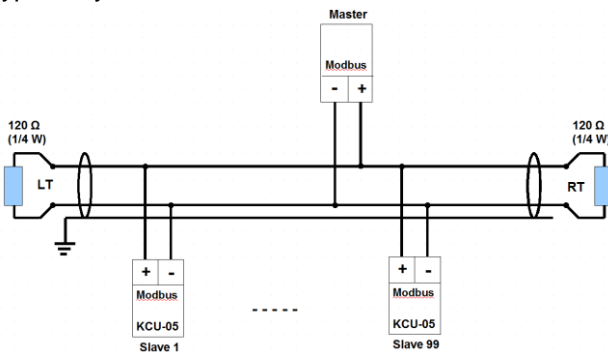 Master
Modbus
- +
120 Ω
(1/4 W)
120 Ω
(1/4 W)
LT
RT
+ -
Modbus
KCU-05
Slave 1
+ -
Modbus
KCU-05
Slave 99